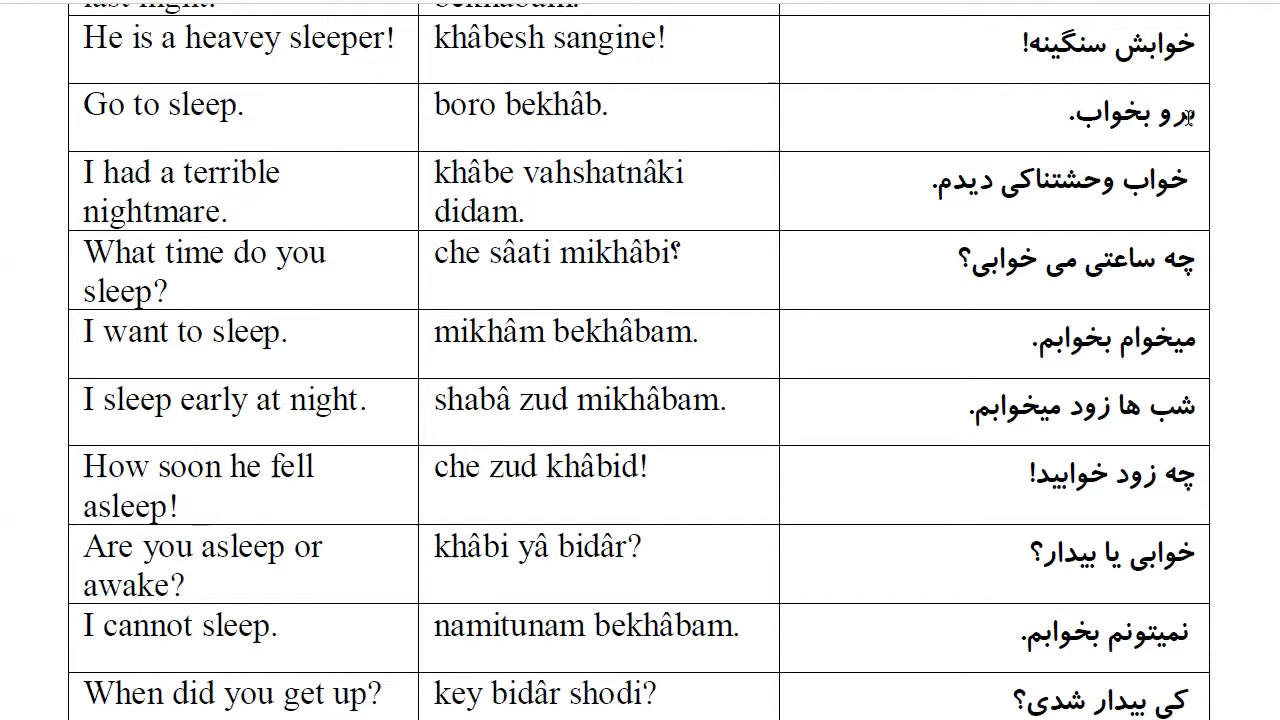 He is a heavey sleeper!
khâbesh sangine!
خوابش سنگینه!
Go to sleep.
boro bekhâb.
برو بخواب.
I had a terrible
nightmare.
khâbe vahshatnâki
didam.
خواب وحشتناکی دیدم.
What time do you
sleep?
che sâati mikhâbi؟
چه ساعتی می خوابی؟
I want to sleep.
mikhâm bekhâbam.
میخوام بخوابم.
I sleep early at night.
shabâ zud mikhâbam.
شب ها زود میخوابم.
How soon he fell
asleep!
che zud khâbid!
چه زود خوابید!
Are you asleep or
awake?
khâbi yâ bidâr?
خوابی یا بیدار؟
I cannot sleep.
namitunam bekhâbam.
نمیتونم بخوابم.
When did you get up?
key bidâr shodi?
کی بیدار شدی؟